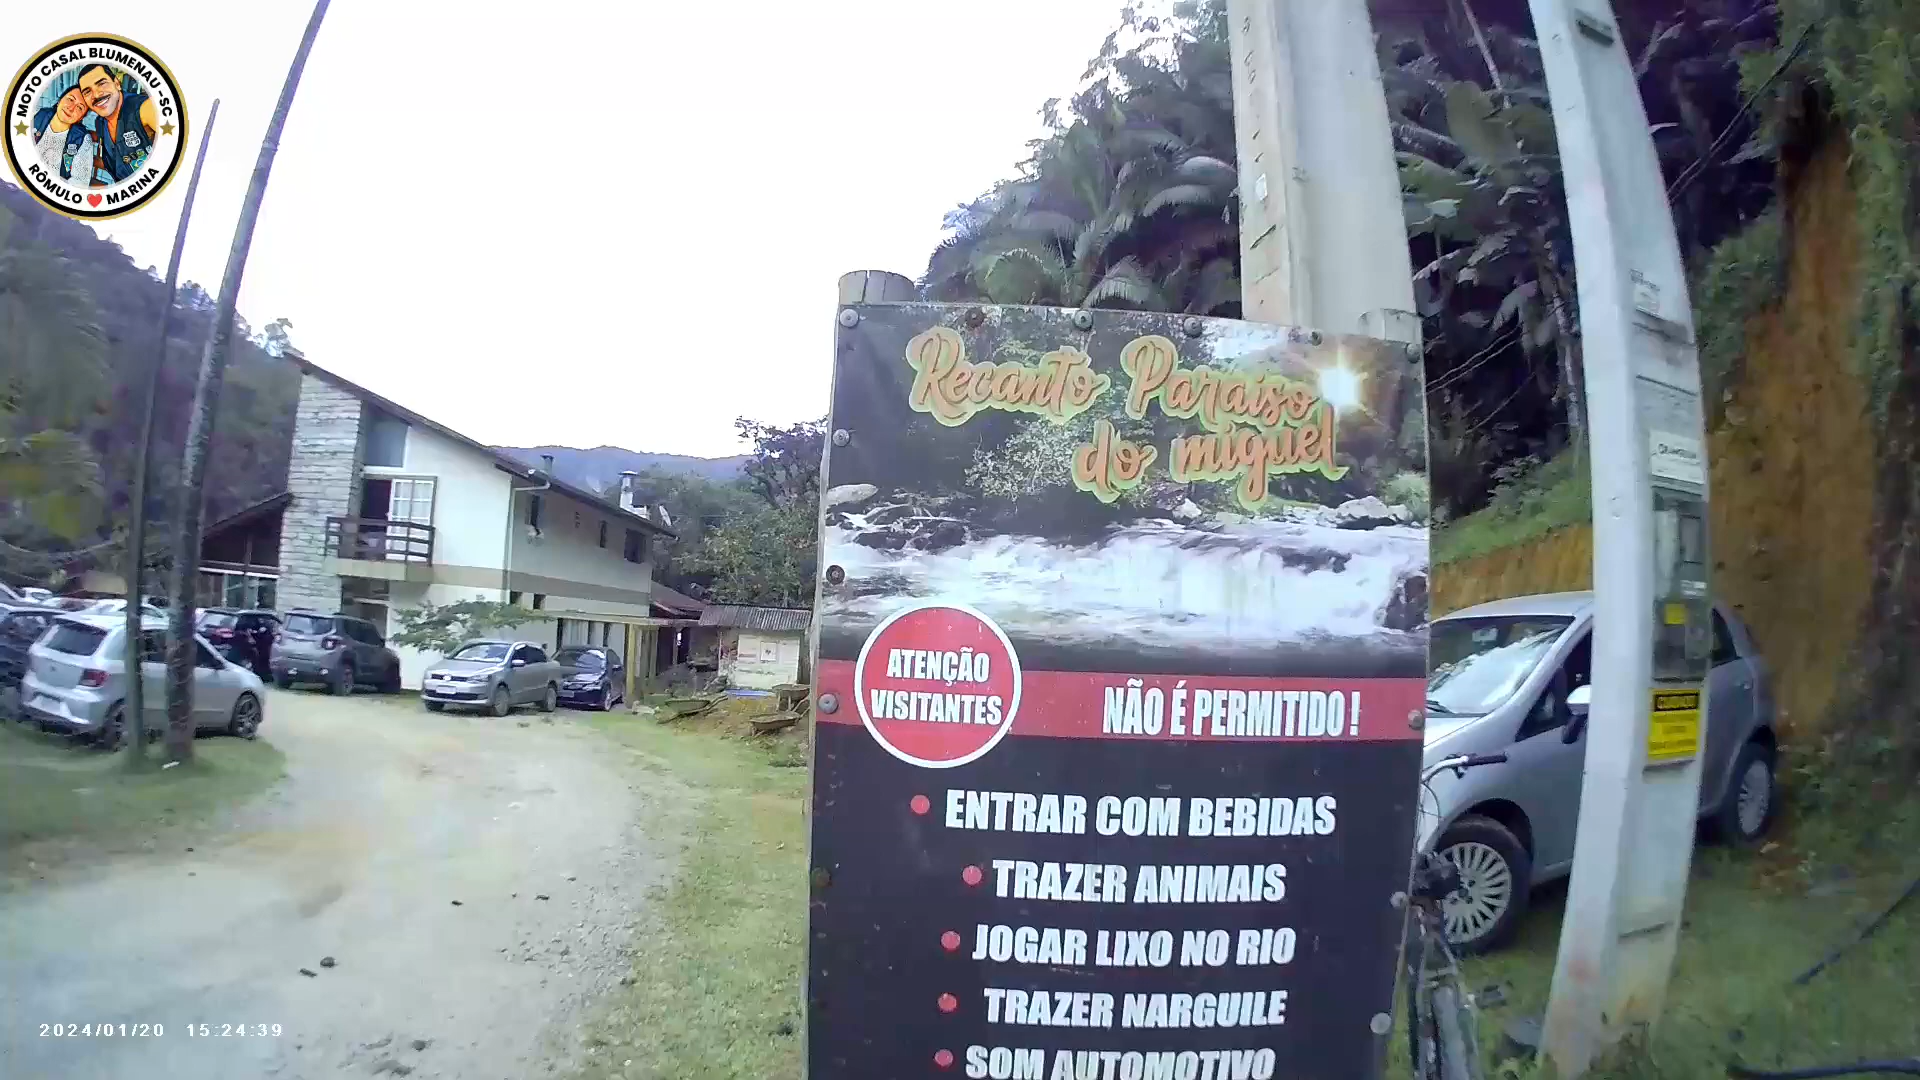 MOTO CASAL BLUMENAU - SC
RÔMULO ❤ MARINA
Recanto Paraíso
do miguel
ATENÇÃO
VISITANTES
NÃO É PERMITIDO!
• ENTRAR COM BEBIDAS
• TRAZER ANIMAIS
• JOGAR LIXO NO RIO
• TRAZER NARGUILE
• SOM AUTOMOTIVO
2024/01/20 15:24:39